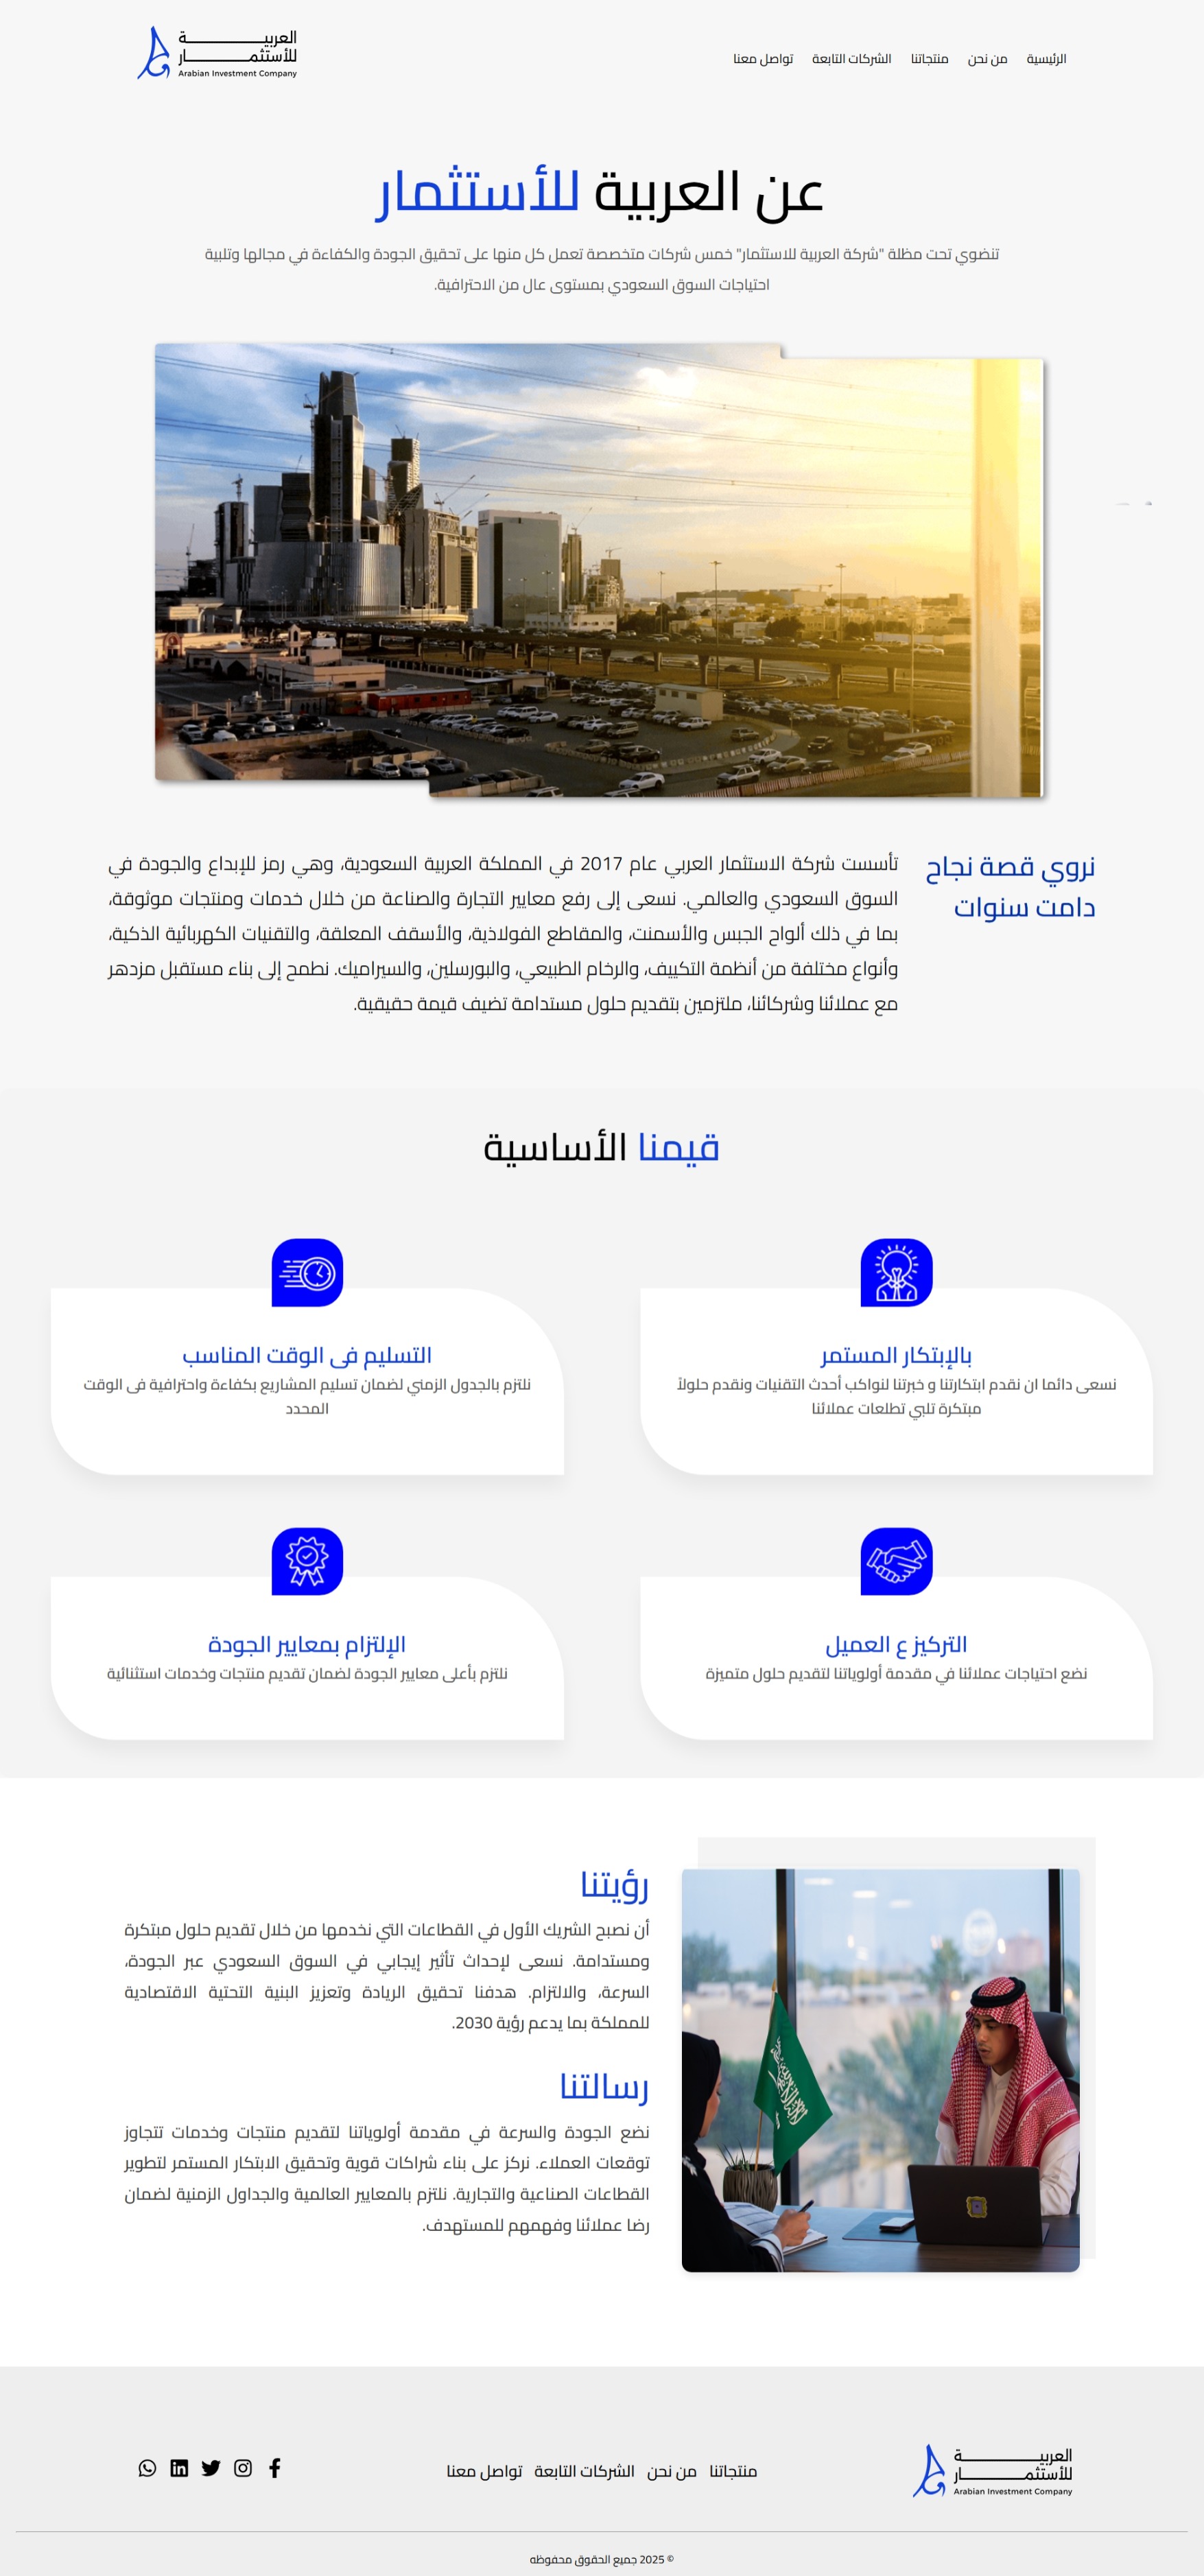 العربية
للأستثمار
Arabian Investment Company
الرئيسية من نحن منتجاتنا الشركات التابعة تواصل معنا
عن العربية للأستثمار
تنضوي تحت مظلة "شركة العربية للاستثمار" خمس شركات متخصصة تعمل كل منها على تحقيق الجودة والكفاءة في مجالها وتلبية
احتياجات السوق السعودي بمستوى عال من الاحترافية.
نروي قصة نجاح
دامت سنوات
تأسست شركة الاستثمار العربي عام 2017 في المملكة العربية السعودية، وهي رمز للإبداع والجودة في
السوق السعودي والعالمي. نسعى إلى رفع معايير التجارة والصناعة من خلال خدمات ومنتجات موثوقة،
بما في ذلك ألواح الجبس والأسمنت، والمقاطع الفولاذية، والأسقف المعلقة، والتقنيات الكهربائية الذكية،
وأنواع مختلفة من أنظمة التكييف، والرخام الطبيعي، والبورسلين، والسيراميك. نطمح إلى بناء مستقبل مزدهر
مع عملائنا وشركائنا، ملتزمين بتقديم حلول مستدامة تضيف قيمة حقيقية.
قيمنا الأساسية
بالإبتكار المستمر
نسعى دائما ان نقدم ابتكارتنا و خبرتنا لنواكب أحدث التقنيات ونقدم حلولاً
مبتكرة تلبي تطلعات عملائنا
التسليم فى الوقت المناسب
نلتزم بالجدول الزمني لضمان تسليم المشاريع بكفاءة واحترافية فى الوقت
المحدد
التركيز ع العميل
نضع احتياجات عملائنا في مقدمة أولوياتنا لتقديم حلول متميزة
الإلتزام بمعايير الجودة
نلتزم بأعلى معايير الجودة لضمان تقديم منتجات وخدمات استثنائية
رؤيتنا
أن نصبح الشريك الأول في القطاعات التي نخدمها من خلال تقديم حلول مبتكرة
ومستدامة. نسعى لإحداث تأثير إيجابي في السوق السعودي عبر الجودة،
السرعة، والالتزام. هدفنا تحقيق الريادة وتعزيز البنية التحتية الاقتصادية
للمملكة بما يدعم رؤية 2030.
رسالتنا
نضع الجودة والسرعة في مقدمة أولوياتنا لتقديم منتجات وخدمات تتجاوز
توقعات العملاء. نركز على بناء شراكات قوية وتحقيق الابتكار المستمر لتطوير
القطاعات الصناعية والتجارية. نلتزم بالمعايير العالمية والجداول الزمنية لضمان
رضا عملائنا وفهمهم للمستهدف.
العربية
للأستثمار
Arabian Investment Company
منتجاتنا من نحن الشركات التابعة تواصل معنا
© 2025 جميع الحقوق محفوظه